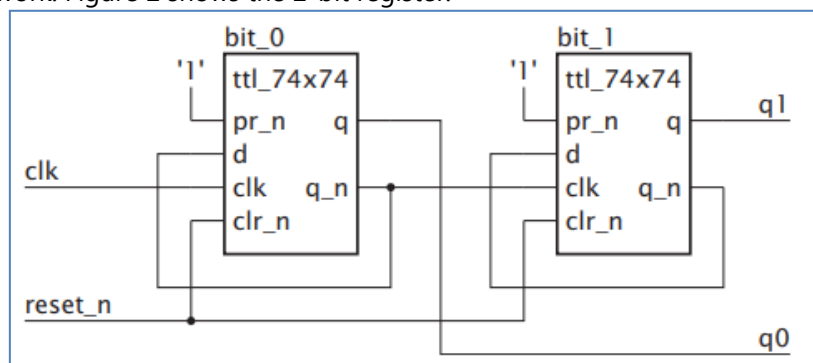 work. Figure 2 shows the 2-bit register.
bit_0 bit_1
'1' ttl_74x74 '1' ttl_74x74
q1
pr_n q pr_n q
d d
clk
clk q_n clk q_n
clr_n clr_n
reset_n
q0